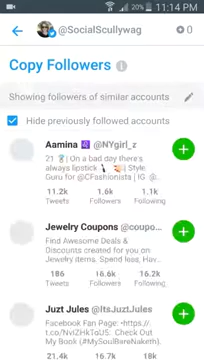 20% 11:14 PM
@SocialScullywag 0
Copy Followers
Showing followers of similar accounts
Hide previously followed accounts
Aamina @NYgirl_z
21 | On a bad day there's
always lipstick
Guru for @CFashionista | IG @
11.2k 1.6k 1.1k
Tweets Followers Following
Jewelry Coupons @coupo...
Find Awesome Deals &
Discounts created for you on
Jewelry items. Spend less, Hav...
186 16.6k 16.2k
Tweets Followers Following
Juzt Jules @ItsJuztJules
Facebook Fan Page: •https://
t.co/ Check Out
My Book (#MySoulBereNaketh)
21.4k 16.7k 18k